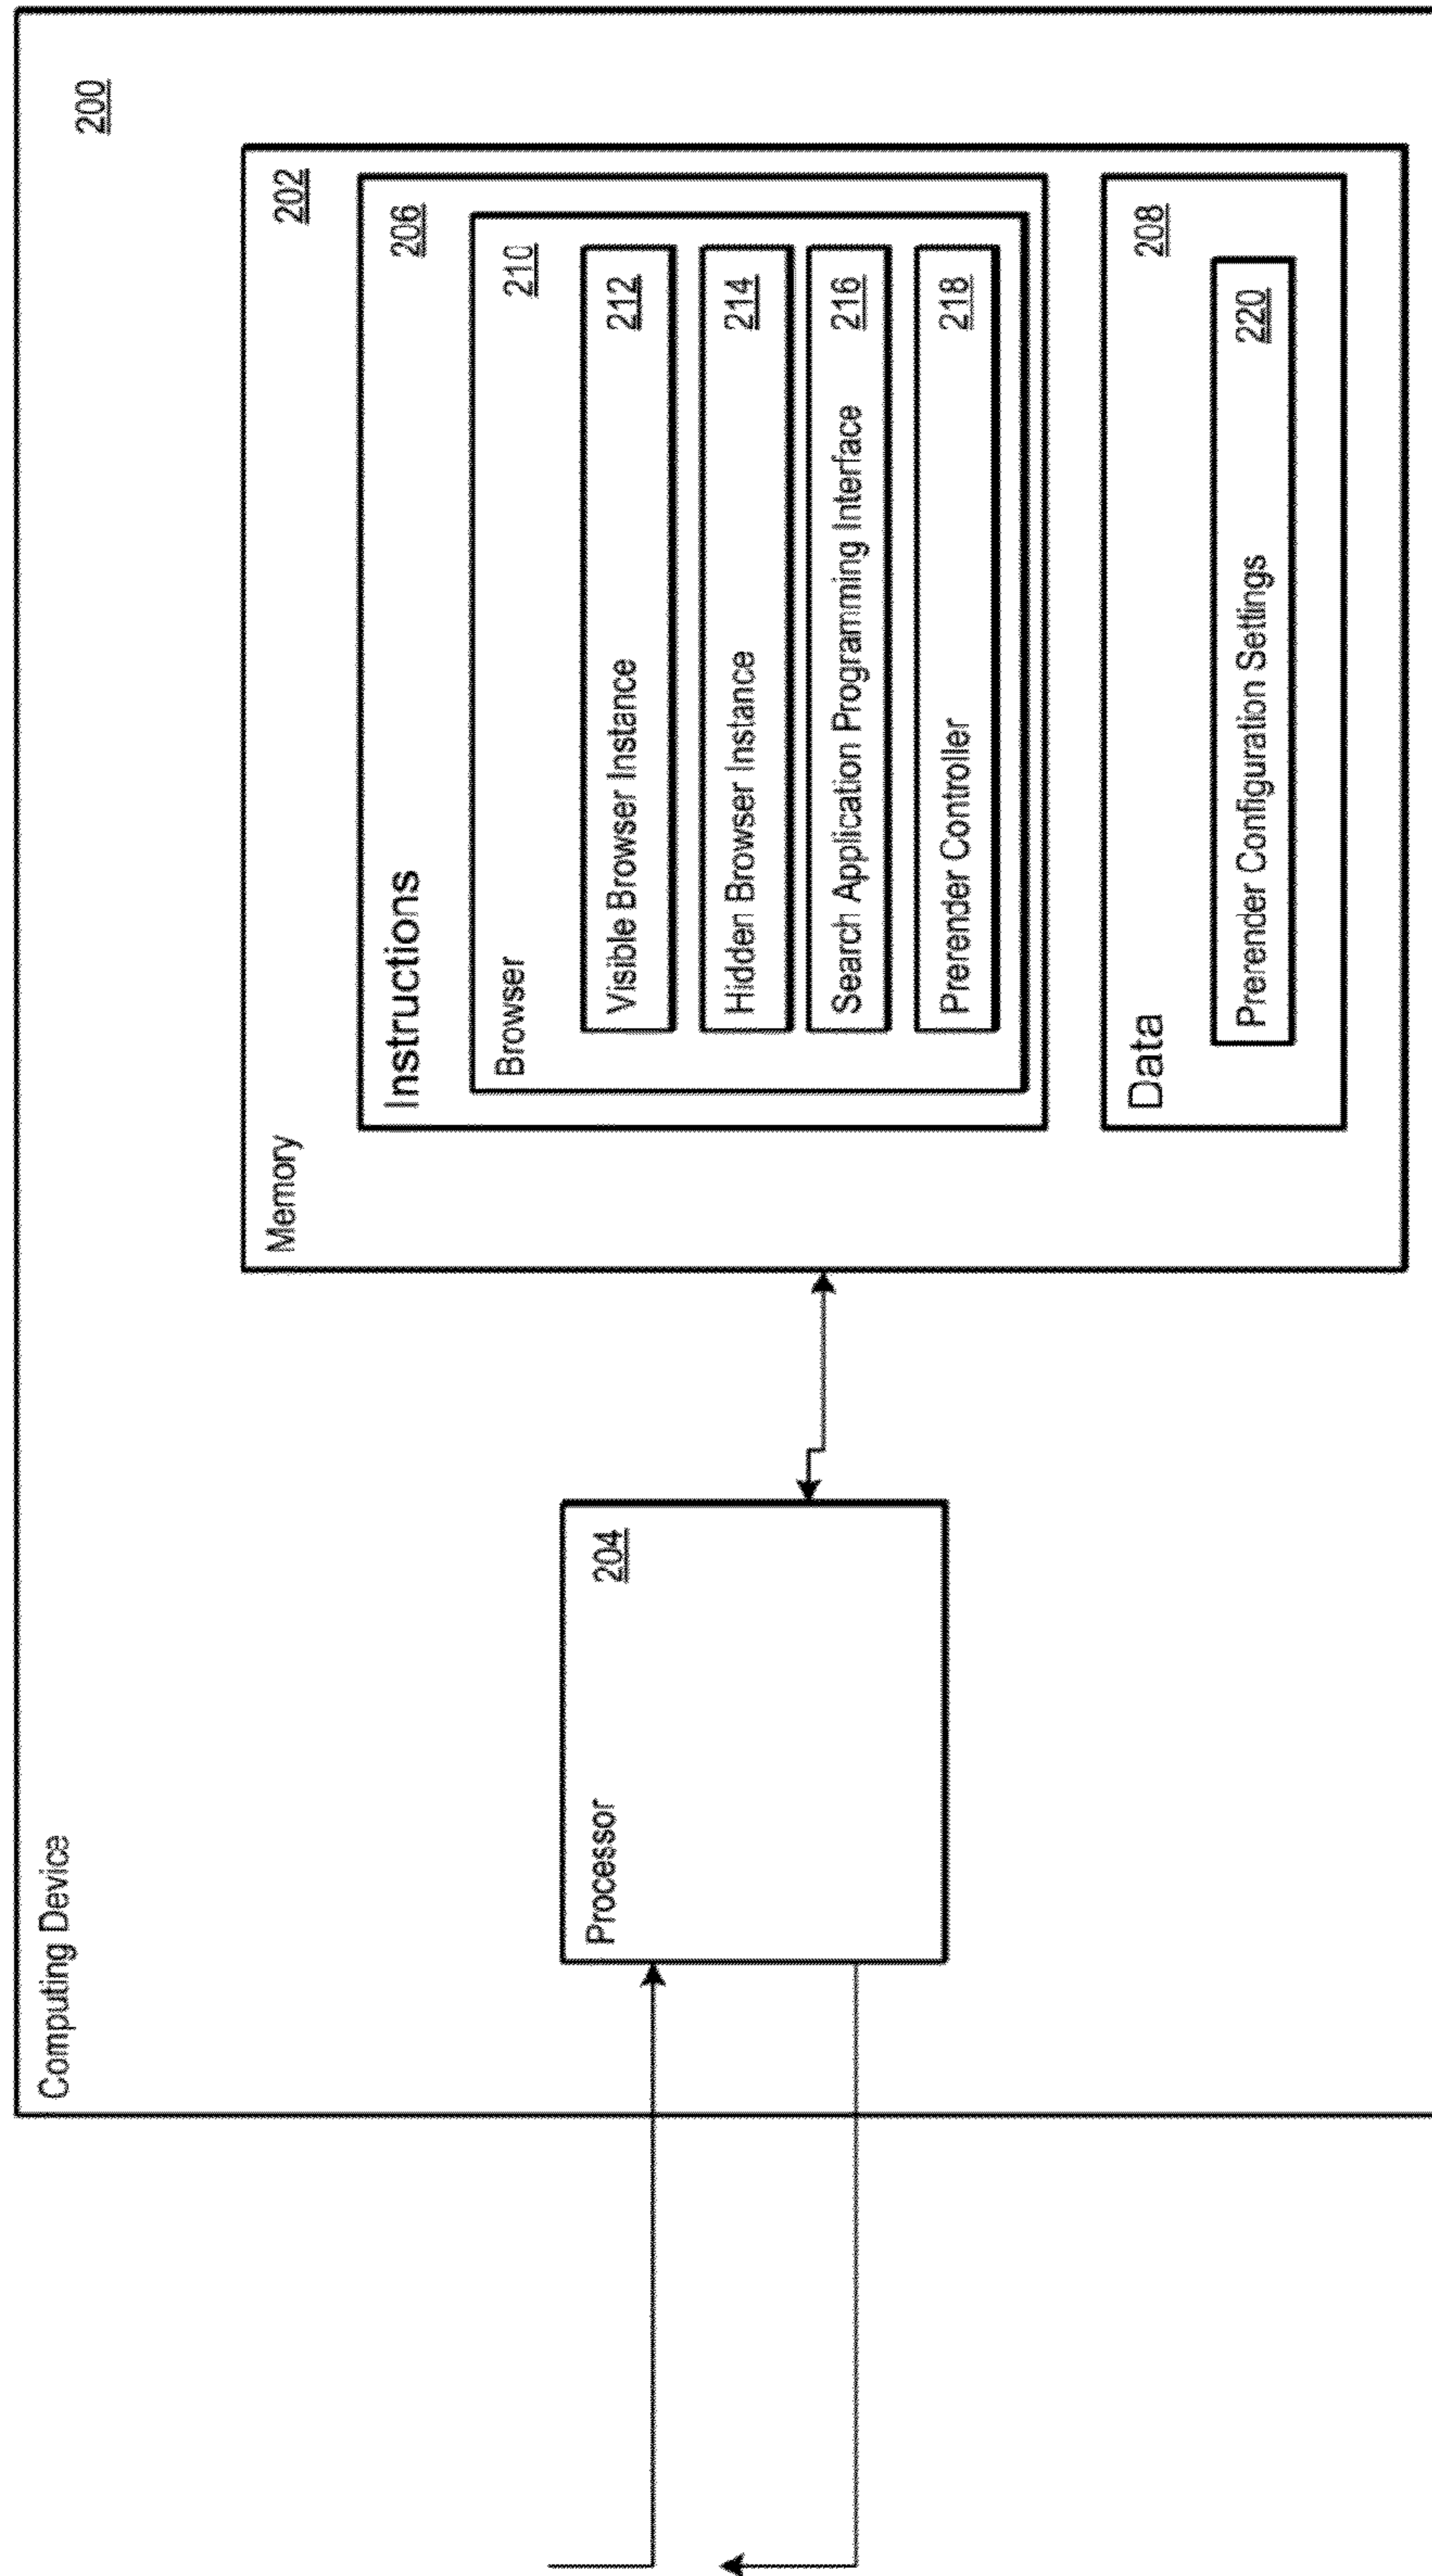 Computing Device 200
Memory 202
Instructions 206
Browser 210
Visible Browser Instance 212
Hidden Browser Instance 214
Search Application Programming Interface 216
Prerender Controller 218
Data 208
Prerender Configuration Settings 220
Processor 204